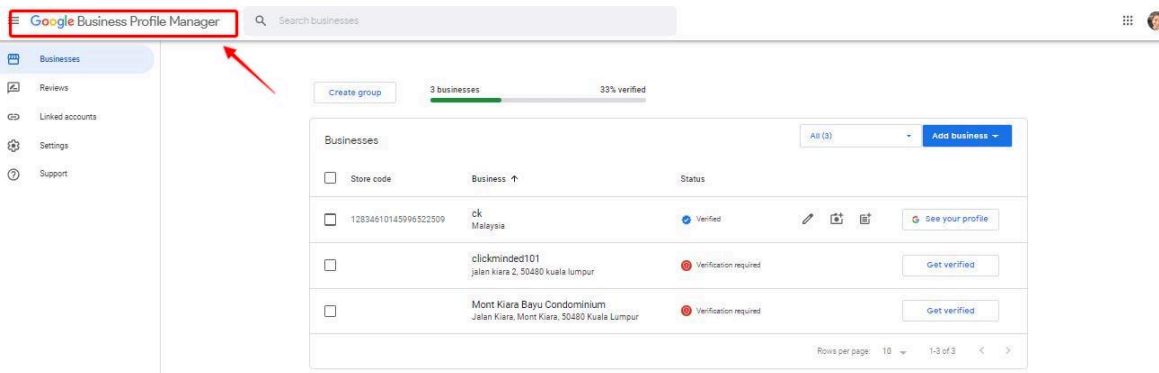 Google Business Profile Manager
Search businesses
Businesses
Reviews
Linked accounts
Settings
Support
Create group
3 businesses
33% verified
Businesses
All (3)
Add business
Store code
Business
Status
12834610145996522509
ck
Malaysia
Verified
See your profile
clickminded101
jalan kiara 2, 50480 kuala lumpur
Verification required
Get verified
Mont Kiara Bayu Condominium
Jalan Kiara, Mont Kiara, 50480 Kuala Lumpur
Verification required
Get verified
Rows per page: 10
1-3 of 3